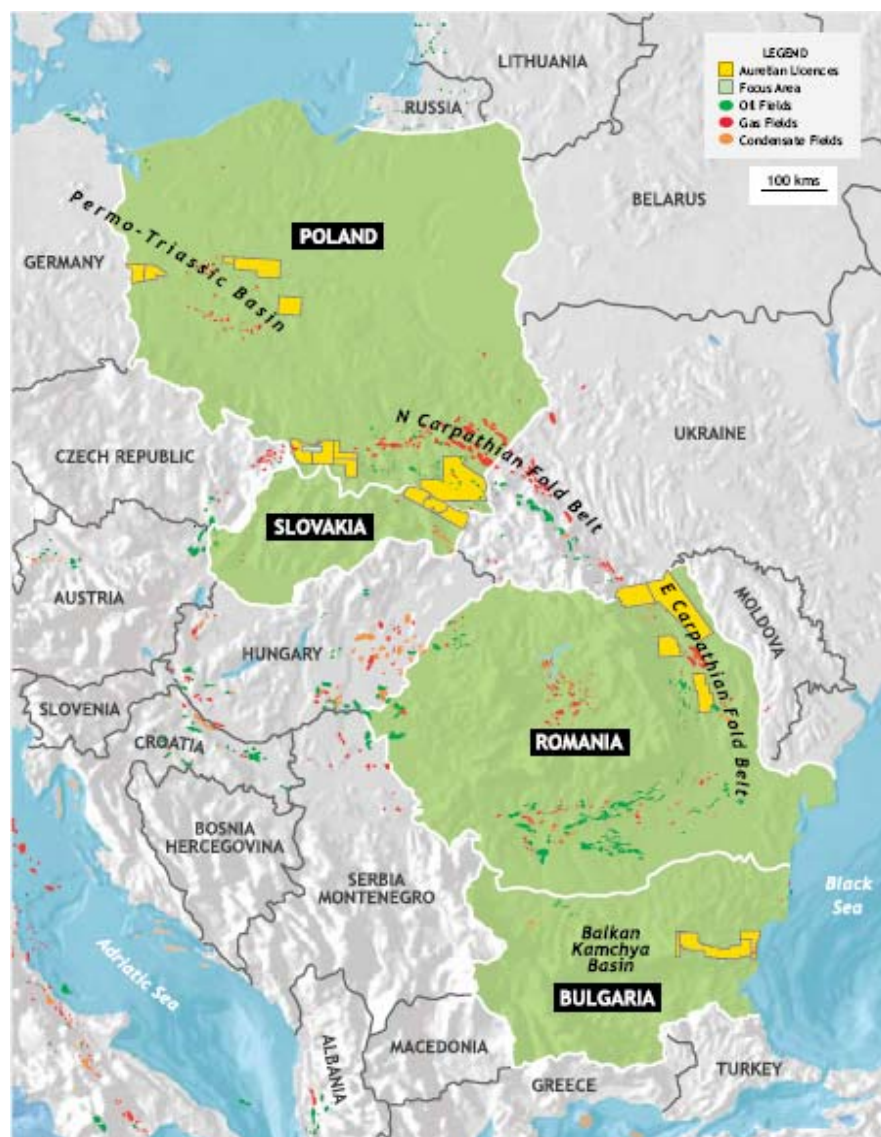 LEGEND
Aurelian Licences
Focus Area
Oil Fields
Gas Fields
Condensate Fields
100 kms
LITHUANIA
RUSSIA
BELARUS
POLAND
Permo-Triassic Basin
GERMANY
N Carpathian Fold Belt
UKRAINE
CZECH REPUBLIC
SLOVAKIA
AUSTRIA
E Carpathian Fold Belt
MOLDOVA
HUNGARY
SLOVENIA
CROATIA
ROMANIA
BOSNIA
HERCEGOVINA
SERBIA
MONTENEGRO
Black
Sea
Adriatic Sea
Balkan
Kamchya
Basin
BULGARIA
ALBANIA
MACEDONIA
GREECE
TURKEY